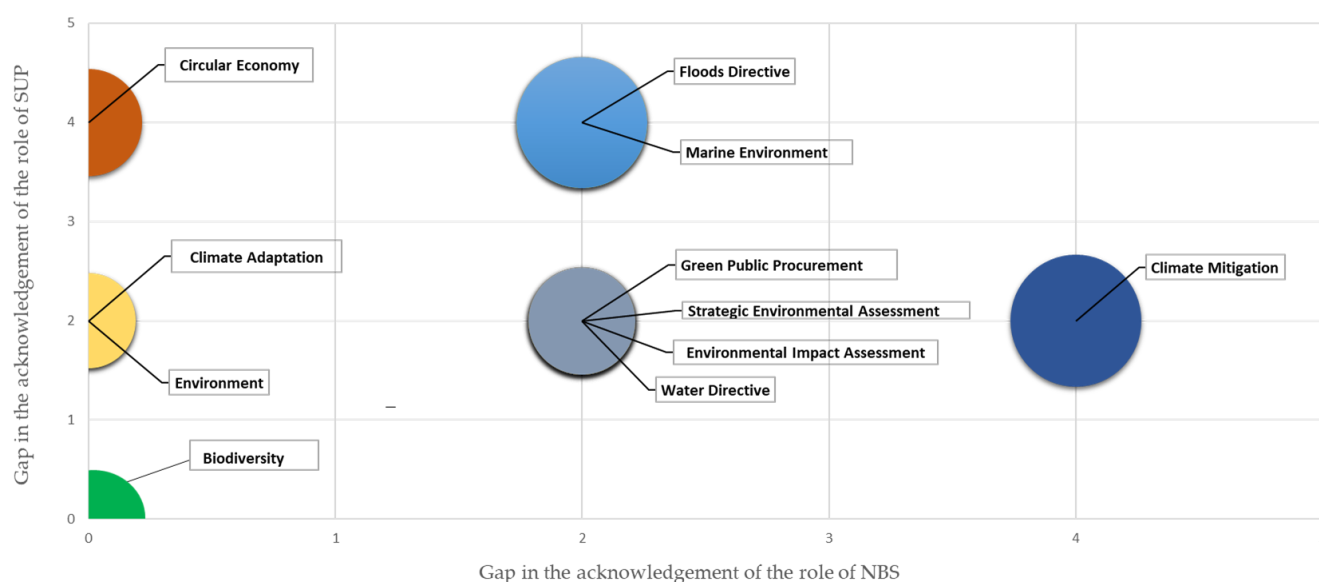 Gap in the acknowledgement of the role of SUP
5
4
3
2
1
0
Circular Economy
Floods Directive
Marine Environment
Climate Adaptation
Environment
Green Public Procurement
Strategic Environmental Assessment
Environmental Impact Assessment
Water Directive
Climate Mitigation
Biodiversity
0
1
2
3
4
Gap in the acknowledgement of the role of NBS